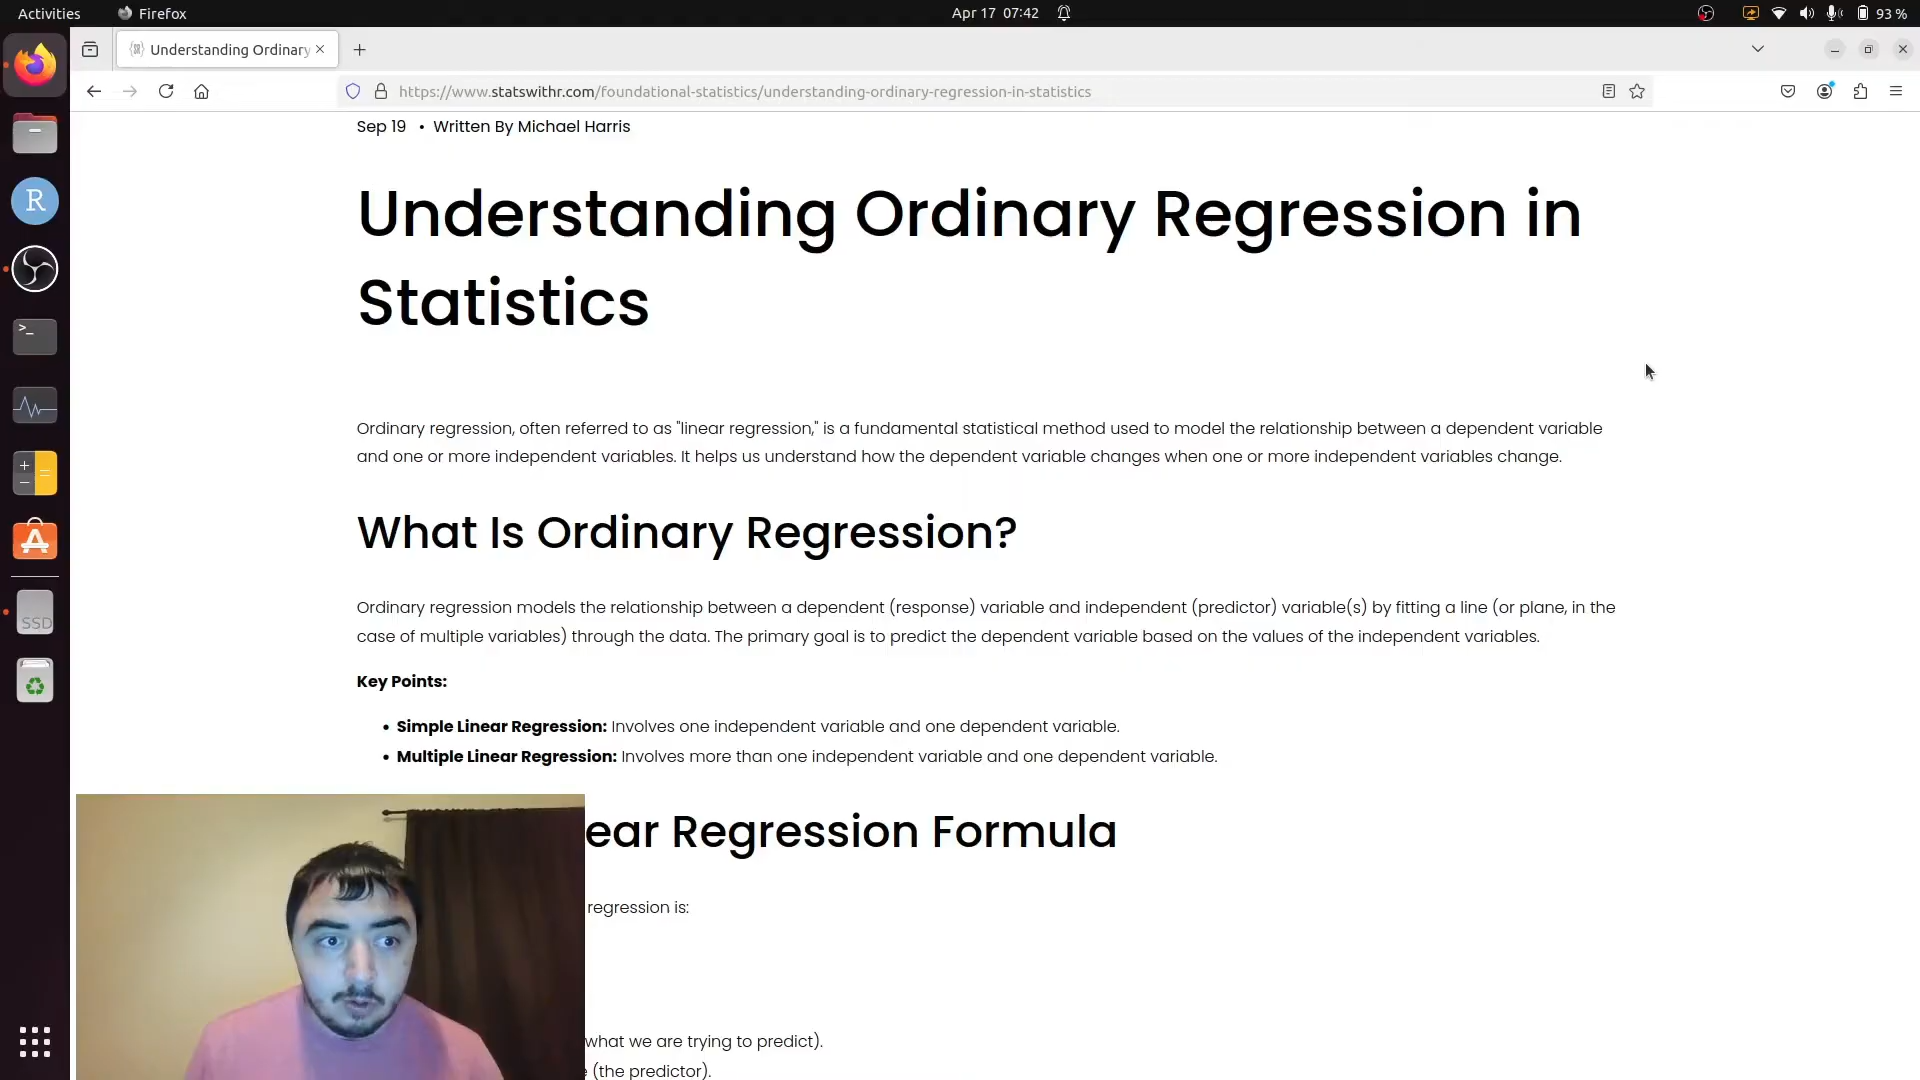 Activities
Firefox
Apr 17 07:42
93 %
Understanding Ordinary
https://www.statswithr.com/foundational-statistics/understanding-ordinary-regression-in-statistics
Sep 19 • Written By Michael Harris
Understanding Ordinary Regression in
Statistics
Ordinary regression, often referred to as "linear regression," is a fundamental statistical method used to model the relationship between a dependent variable
and one or more independent variables. It helps us understand how the dependent variable changes when one or more independent variables change.
What Is Ordinary Regression?
Ordinary regression models the relationship between a dependent (response) variable and independent (predictor) variable(s) by fitting a line (or plane, in the
case of multiple variables) through the data. The primary goal is to predict the dependent variable based on the values of the independent variables.
Key Points:
• Simple Linear Regression: Involves one independent variable and one dependent variable.
• Multiple Linear Regression: Involves more than one independent variable and one dependent variable.
ear Regression Formula
regression is:
what we are trying to predict).
(the predictor).
R
>_
SSD